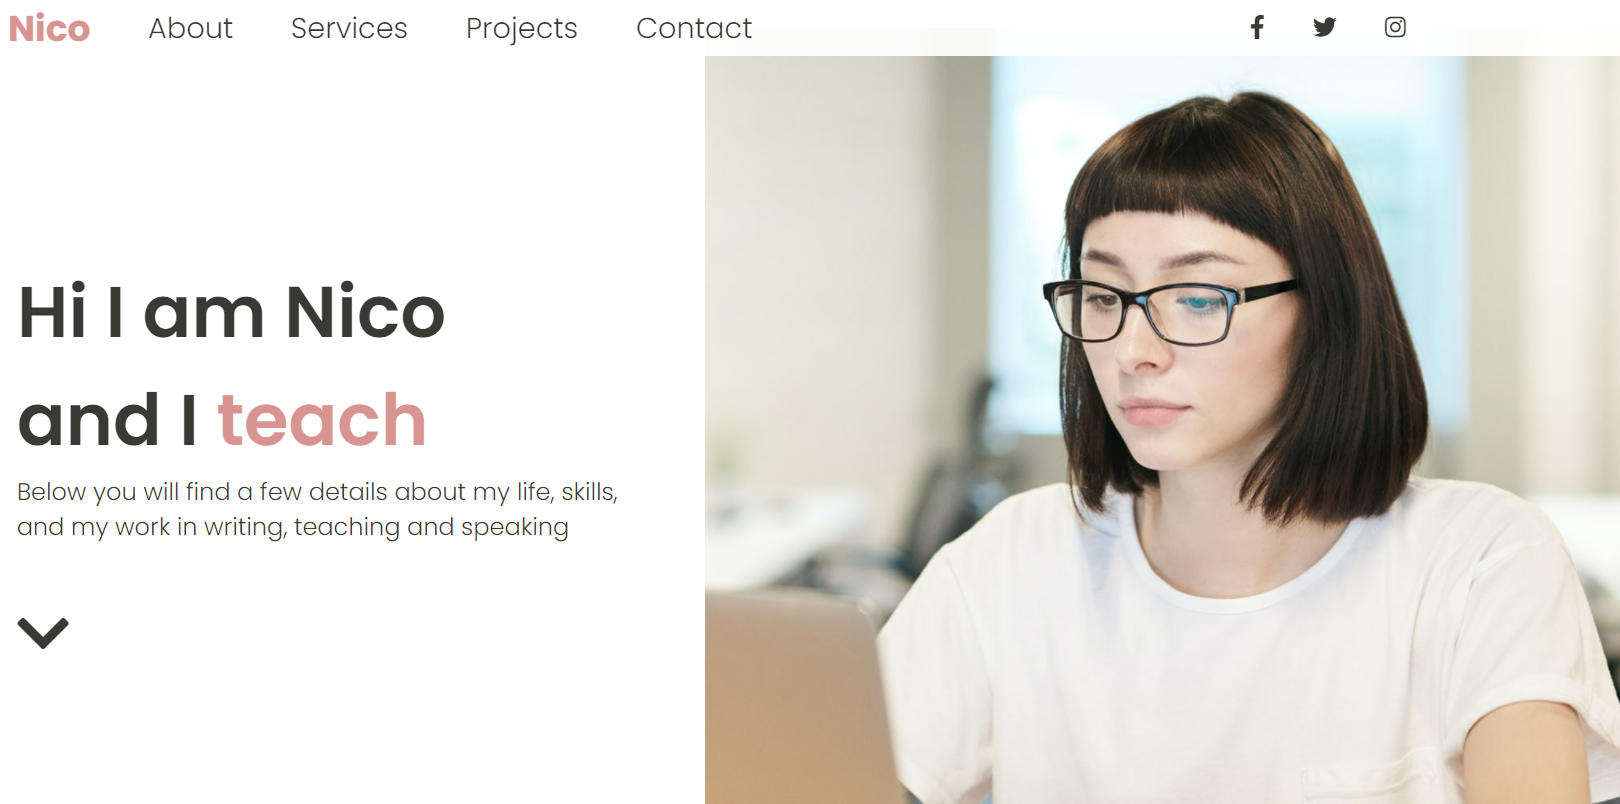 Nico About Services Projects Contact
Hi I am Nico
and I teach
Below you will find a few details about my life, skills,
and my work in writing, teaching and speaking